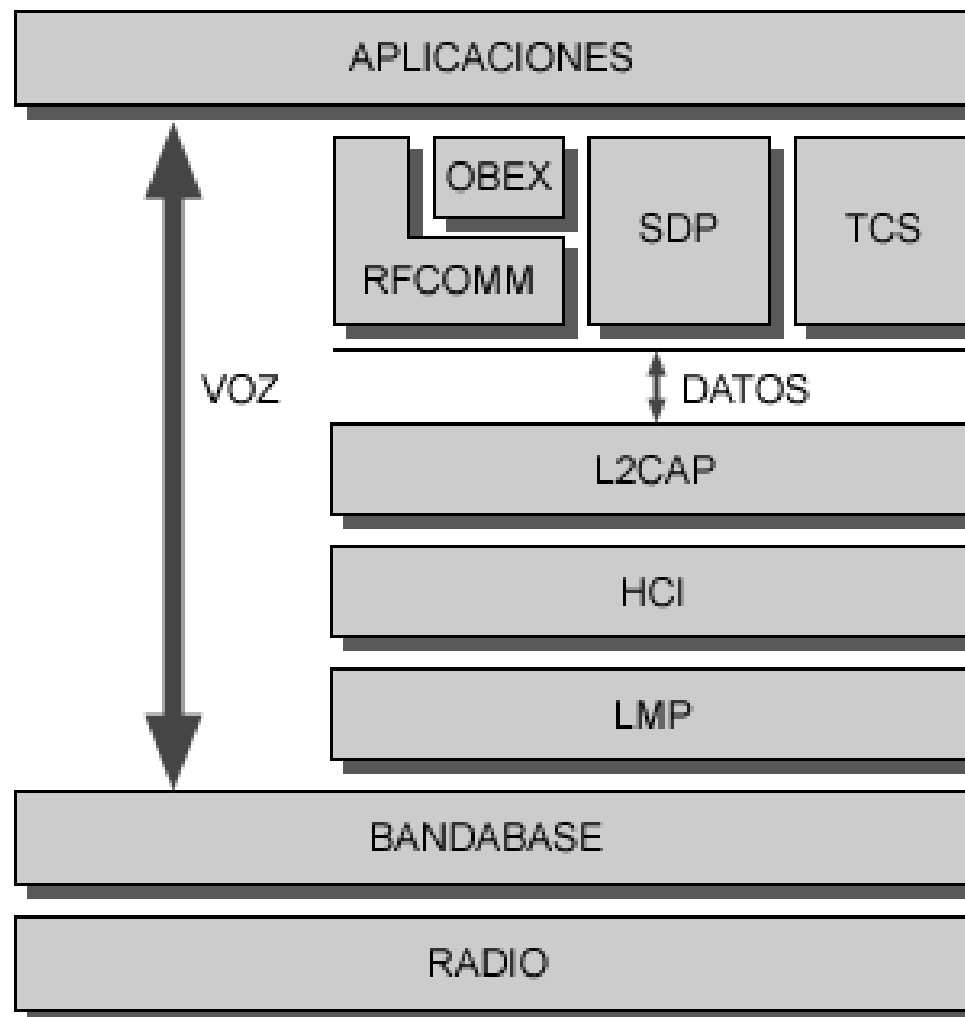 APLICACIONES
OBEX
SDP
TCS
RFCOMM
VOZ
DATOS
L2CAP
HCI
LMP
BANDABASE
RADIO